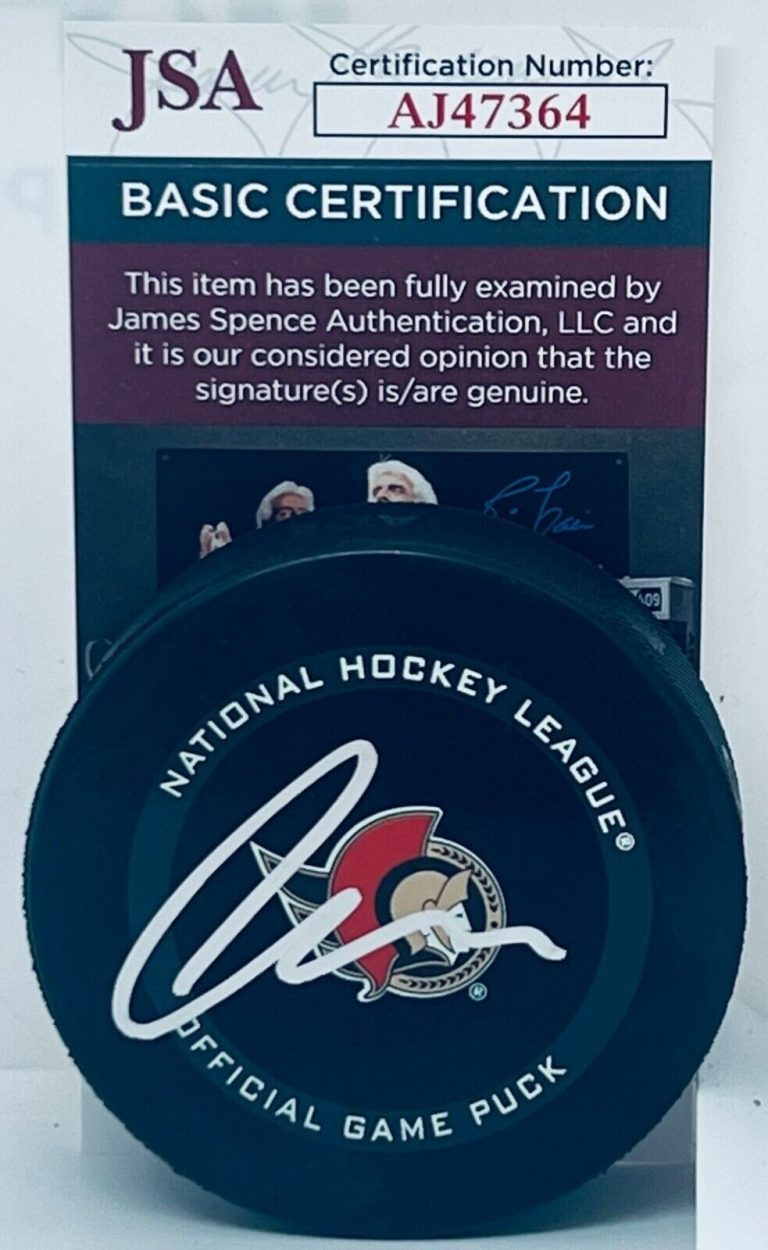 JSA
Certification Number:
AJ47364
BASIC CERTIFICATION
This item has been fully examined by
James Spence Authentication, LLC and
it is our considered opinion that the
signature(s) is/are genuine.
NATIONAL HOCKEY LEAGUE®
®
OFFICIAL GAME PUCK